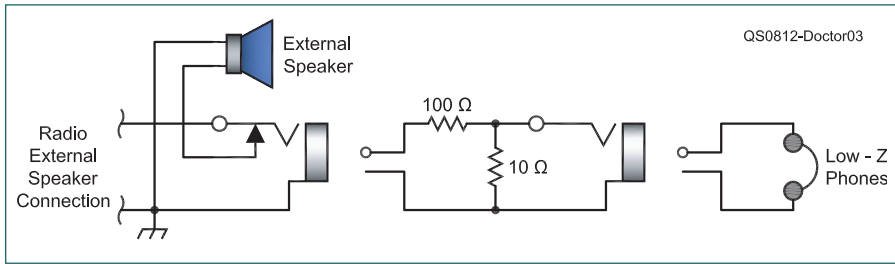 QS0812-Doctor03
External
Speaker
Radio
External
Speaker
Connection
100 Ω
10 Ω
Low - Z
Phones